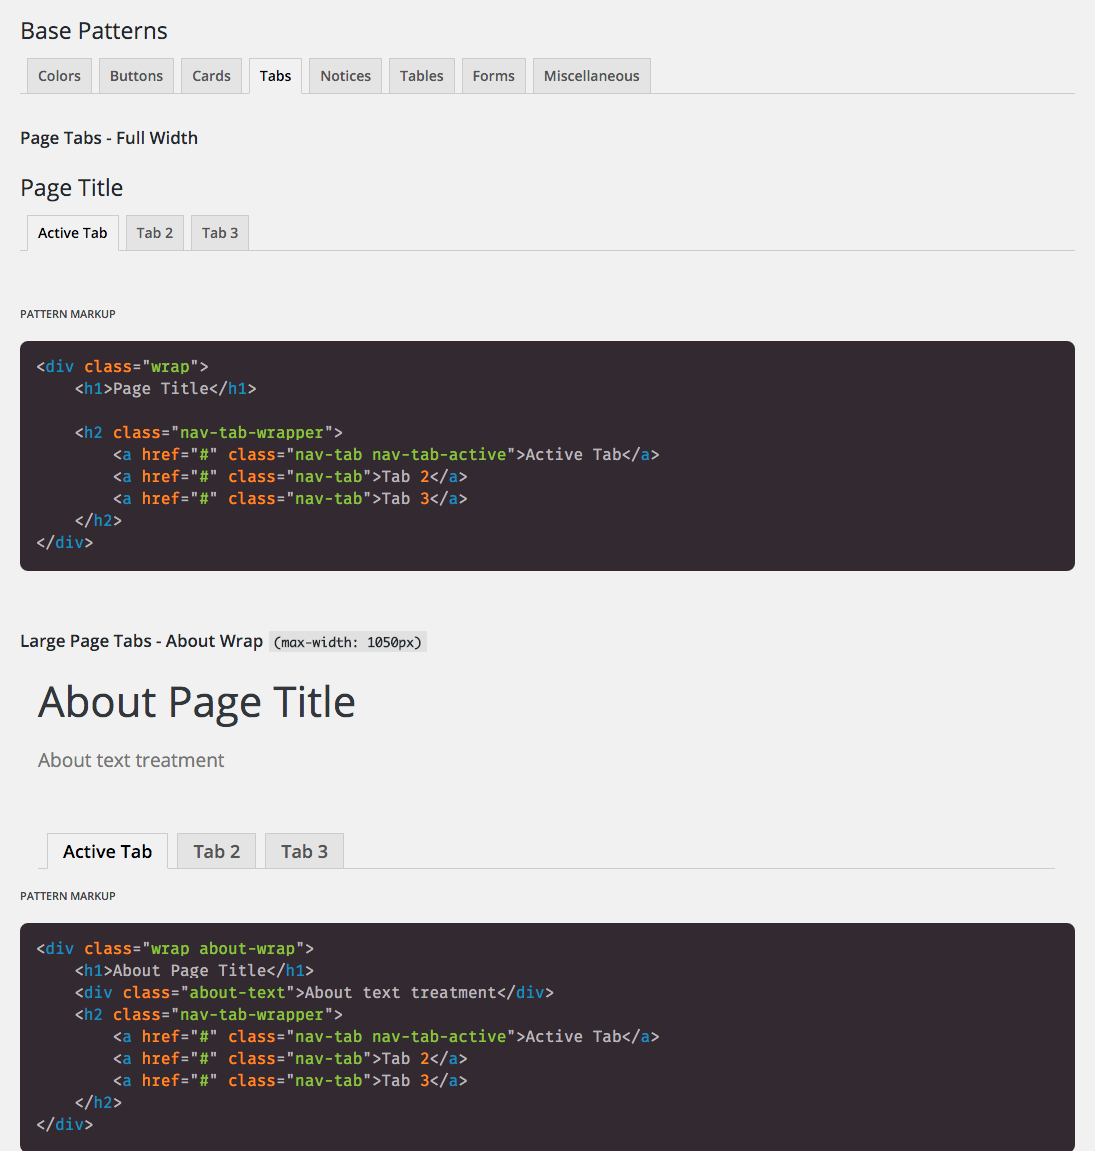 Base Patterns
Colors Buttons Cards Tabs Notices Tables Forms Miscellaneous
Page Tabs - Full Width
Page Title
Active Tab Tab 2 Tab 3
PATTERN MARKUP
<div class="wrap">
    <h1>Page Title</h1>
    <h2 class="nav-tab-wrapper">
        <a href="#" class="nav-tab nav-tab-active">Active Tab</a>
        <a href="#" class="nav-tab">Tab 2</a>
        <a href="#" class="nav-tab">Tab 3</a>
    </h2>
</div>
Large Page Tabs - About Wrap (max-width: 1050px)
About Page Title
About text treatment
Active Tab Tab 2 Tab 3
PATTERN MARKUP
<div class="wrap about-wrap">
    <h1>About Page Title</h1>
    <div class="about-text">About text treatment</div>
    <h2 class="nav-tab-wrapper">
        <a href="#" class="nav-tab nav-tab-active">Active Tab</a>
        <a href="#" class="nav-tab">Tab 2</a>
        <a href="#" class="nav-tab">Tab 3</a>
    </h2>
</div>